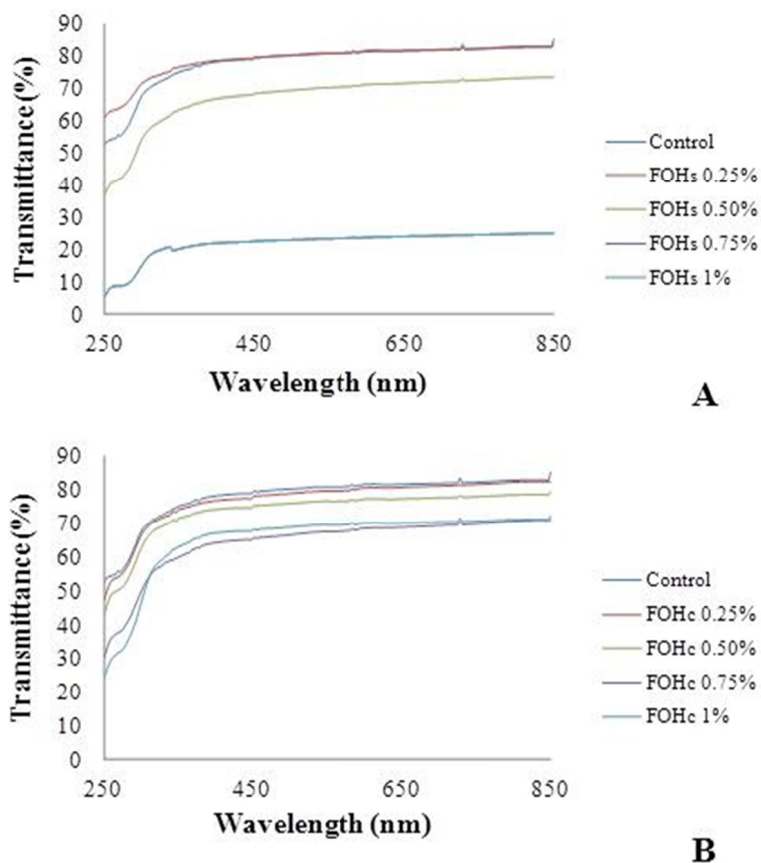 90
80
70
60
50
40
30
20
10
0
Transmittance (%)
250 450 650 850
Wavelength (nm)
Control
FOHs 0.25%
FOHs 0.50%
FOHs 0.75%
FOHs 1%
A
90
80
70
60
50
40
30
20
10
0
Transmittance (%)
250 450 650 850
Wavelength (nm)
Control
FOHc 0.25%
FOHc 0.50%
FOHc 0.75%
FOHc 1%
B